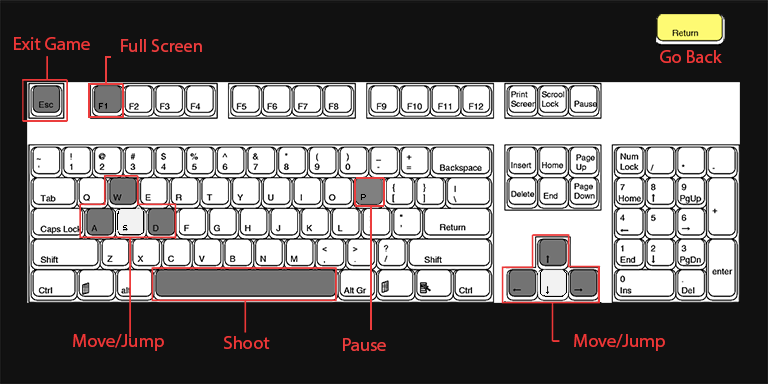 Return
Exit Game
Full Screen
Go Back
Esc
F1 F2 F3 F4 F5 F6 F7 F8 F9 F10 F11 F12
Print Screer
Scrool Lock
Pause
~ ` ! 1 @ 2 # 3 $ 4 % 5 ^ 6 & 7 * 8 ( 9 ) 0 - + = Backspace
Insert Home Page Up
Num Lock / * -
Tab Q W E R T Y U I O P { [ } ] | \
Delete End Page Down
7 Home 8 ↑ 9 PgUp +
Caps Lock A S D F G H J K L " ' Return
4 ← 5 6 →
Shift Z X C V B N M < , > . ? / Shift
↑
1 End 2 ↓ 3 PgDn enter
Ctrl alt Alt Gr Ctrl
← ↓ →
0 Ins . Del
Move/Jump
Shoot
Pause
Move/Jump